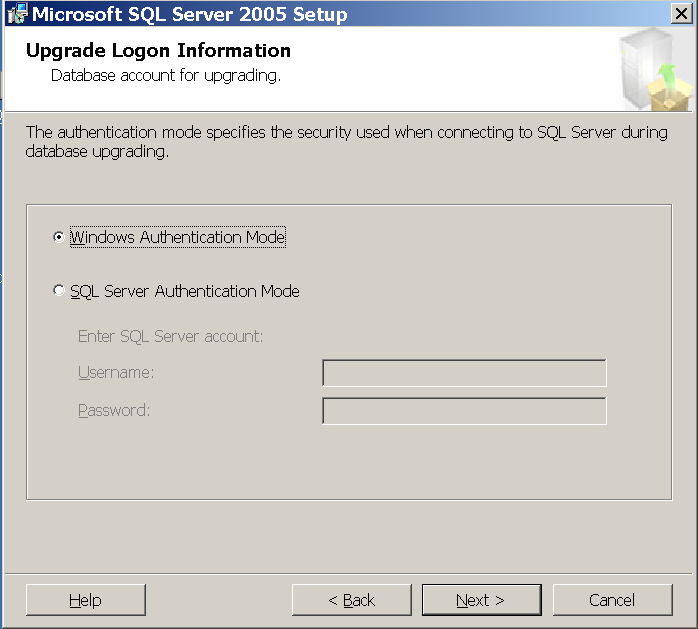 Microsoft SQL Server 2005 Setup
Upgrade Logon Information
Database account for upgrading.
The authentication mode specifies the security used when connecting to SQL Server during
database upgrading.
Windows Authentication Mode
SQL Server Authentication Mode
Enter SQL Server account:
Username:
Password:
Help
< Back
Next >
Cancel